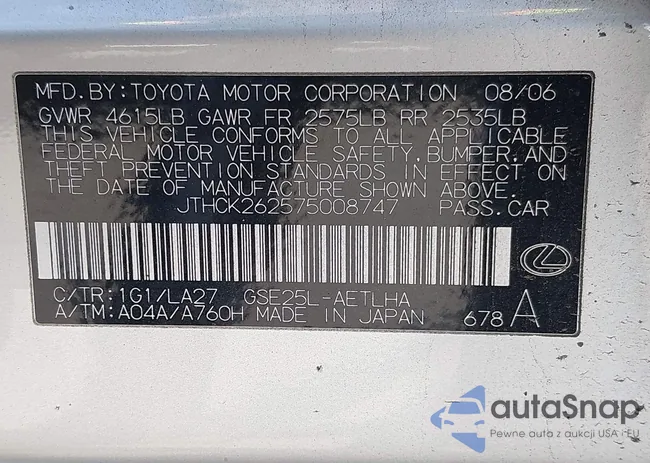 MFD.BY:TOYOTA MOTOR CORPORATION 08/06
GVWR 4615LB GAWR FR 2575LB RR 2535LB
THIS VEHICLE CONFORMS TO ALL APPLICABLE
FEDERAL MOTOR VEHICLE SAFETY,BUMPER,AND
THEFT PREVENTION STANDARDS IN EFFECT ON
THE DATE OF MANUFACTURE SHOWN ABOVE.
JTHCK262575008747 PASS.CAR
C/TR:1G1/LA27 GSE25L-AETLHA
A/TM:A04A/A760H MADE IN JAPAN 678 A
autaSnap
Pewne auto z aukcji USA i EU